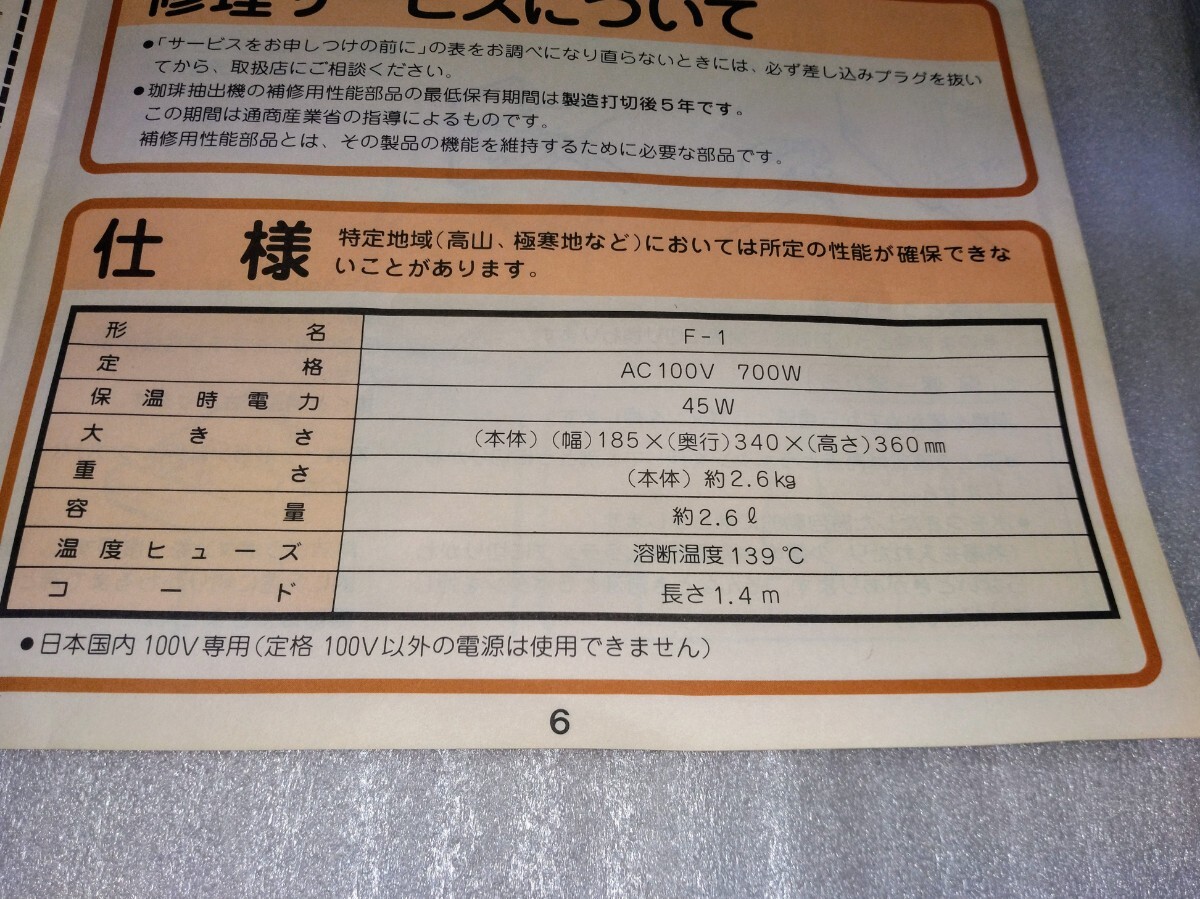 修理サービスについて
●「サービスをお申しつけの前に」の表をお調べになり直らないときには、必ず差し込みプラグを抜い
てから、取扱店にご相談ください。
●珈琲抽出機の補修用性能部品の最低保有期間は製造打切後5年です。
この期間は通商産業省の指導によるものです。
補修用性能部品とは、その製品の機能を維持するために必要な部品です。
仕様 特定地域(高山、極寒地など)においては所定の性能が確保できな
いことがあります。
形名 F-1
定格 AC100V 700W
保温時電力 45W
大きさ (本体)(幅)185×(奥行)340×(高さ)360㎜
重さ (本体)約2.6kg
容量 約2.6ℓ
温度ヒューズ 溶断温度139℃
コード 長さ1.4m
●日本国内100V専用(定格100V以外の電源は使用できません)
6